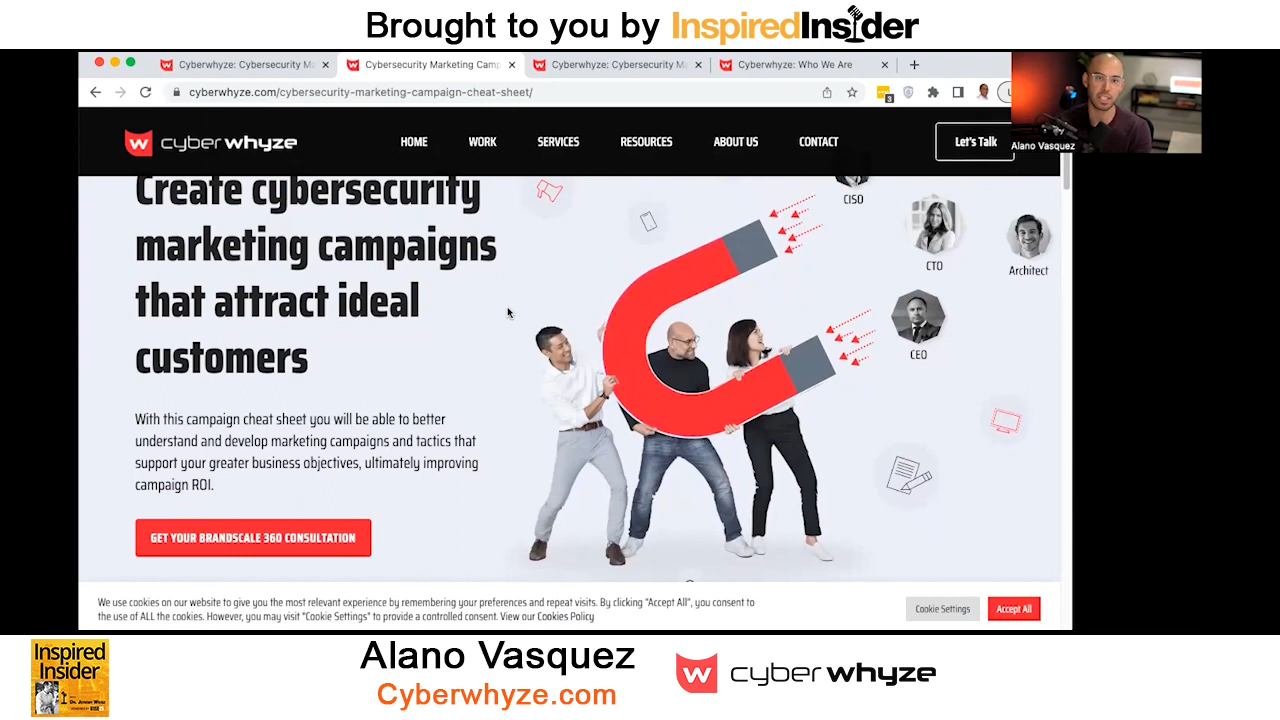 Brought to you by InspiredInsider
Cyberwhyze: Cybersecurity M
Cybersecurity Marketing Camp
Cyberwhyze: Cybersecurity M
Cyberwhyze: Who We Are
cyberwhyze.com/cybersecurity-marketing-campaign-cheat-sheet/
3
Alano Vasquez
cyber whyze
HOME
WORK
SERVICES
RESOURCES
ABOUT US
CONTACT
Let's Talk
Create cybersecurity
marketing campaigns
that attract ideal
customers
CISO
CTO
Architect
CEO
With this campaign cheat sheet you will be able to better
understand and develop marketing campaigns and tactics that
support your greater business objectives, ultimately improving
campaign ROI.
GET YOUR BRANDSCALE 360 CONSULTATION
We use cookies on our website to give you the most relevant experience by remembering your preferences and repeat visits. By clicking "Accept All", you consent to
the use of ALL the cookies. However, you may visit "Cookie Settings" to provide a controlled consent. View our Cookies Policy
Cookie Settings
Accept All
Inspired
Insider
Alano Vasquez
Cyberwhyze.com
cyber whyze